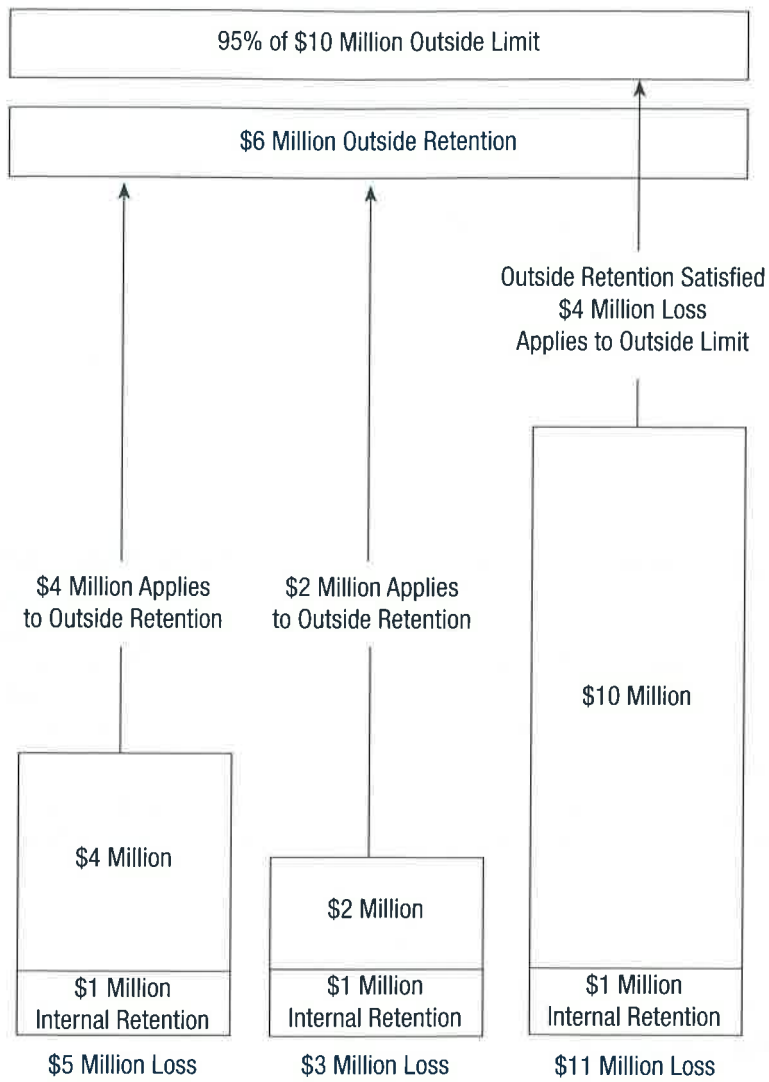 95% of $10 Million Outside Limit
$6 Million Outside Retention
Outside Retention Satisfied
$4 Million Loss
Applies to Outside Limit
$4 Million Applies
to Outside Retention
$2 Million Applies
to Outside Retention
$10 Million
$4 Million
$2 Million
$1 Million
Internal Retention
$1 Million
Internal Retention
$1 Million
Internal Retention
$5 Million Loss
$3 Million Loss
$11 Million Loss